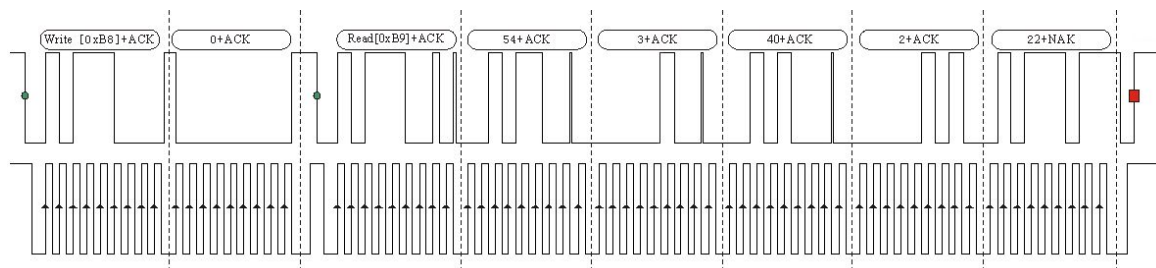 Write [0xB8]+ACK
0+ACK
Read[0xB9]+ACK
54+ACK
3+ACK
40+ACK
2+ACK
22+NAK